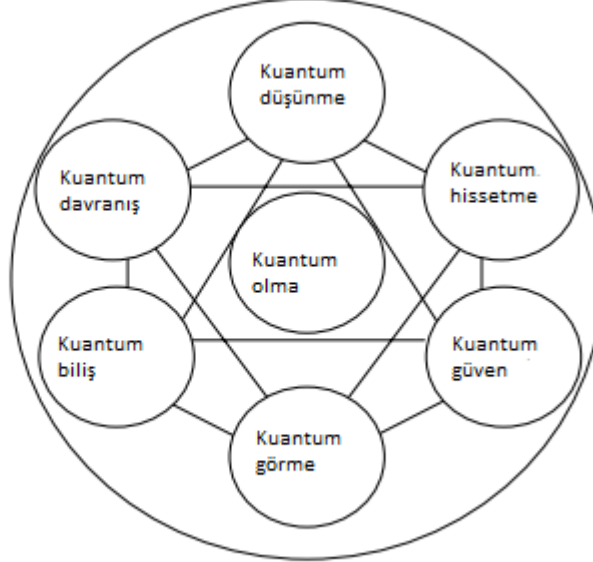 Kuantum
düşünme
Kuantum
davranış
Kuantum
hissetme
Kuantum
olma
Kuantum
biliş
Kuantum
güven
Kuantum
görme